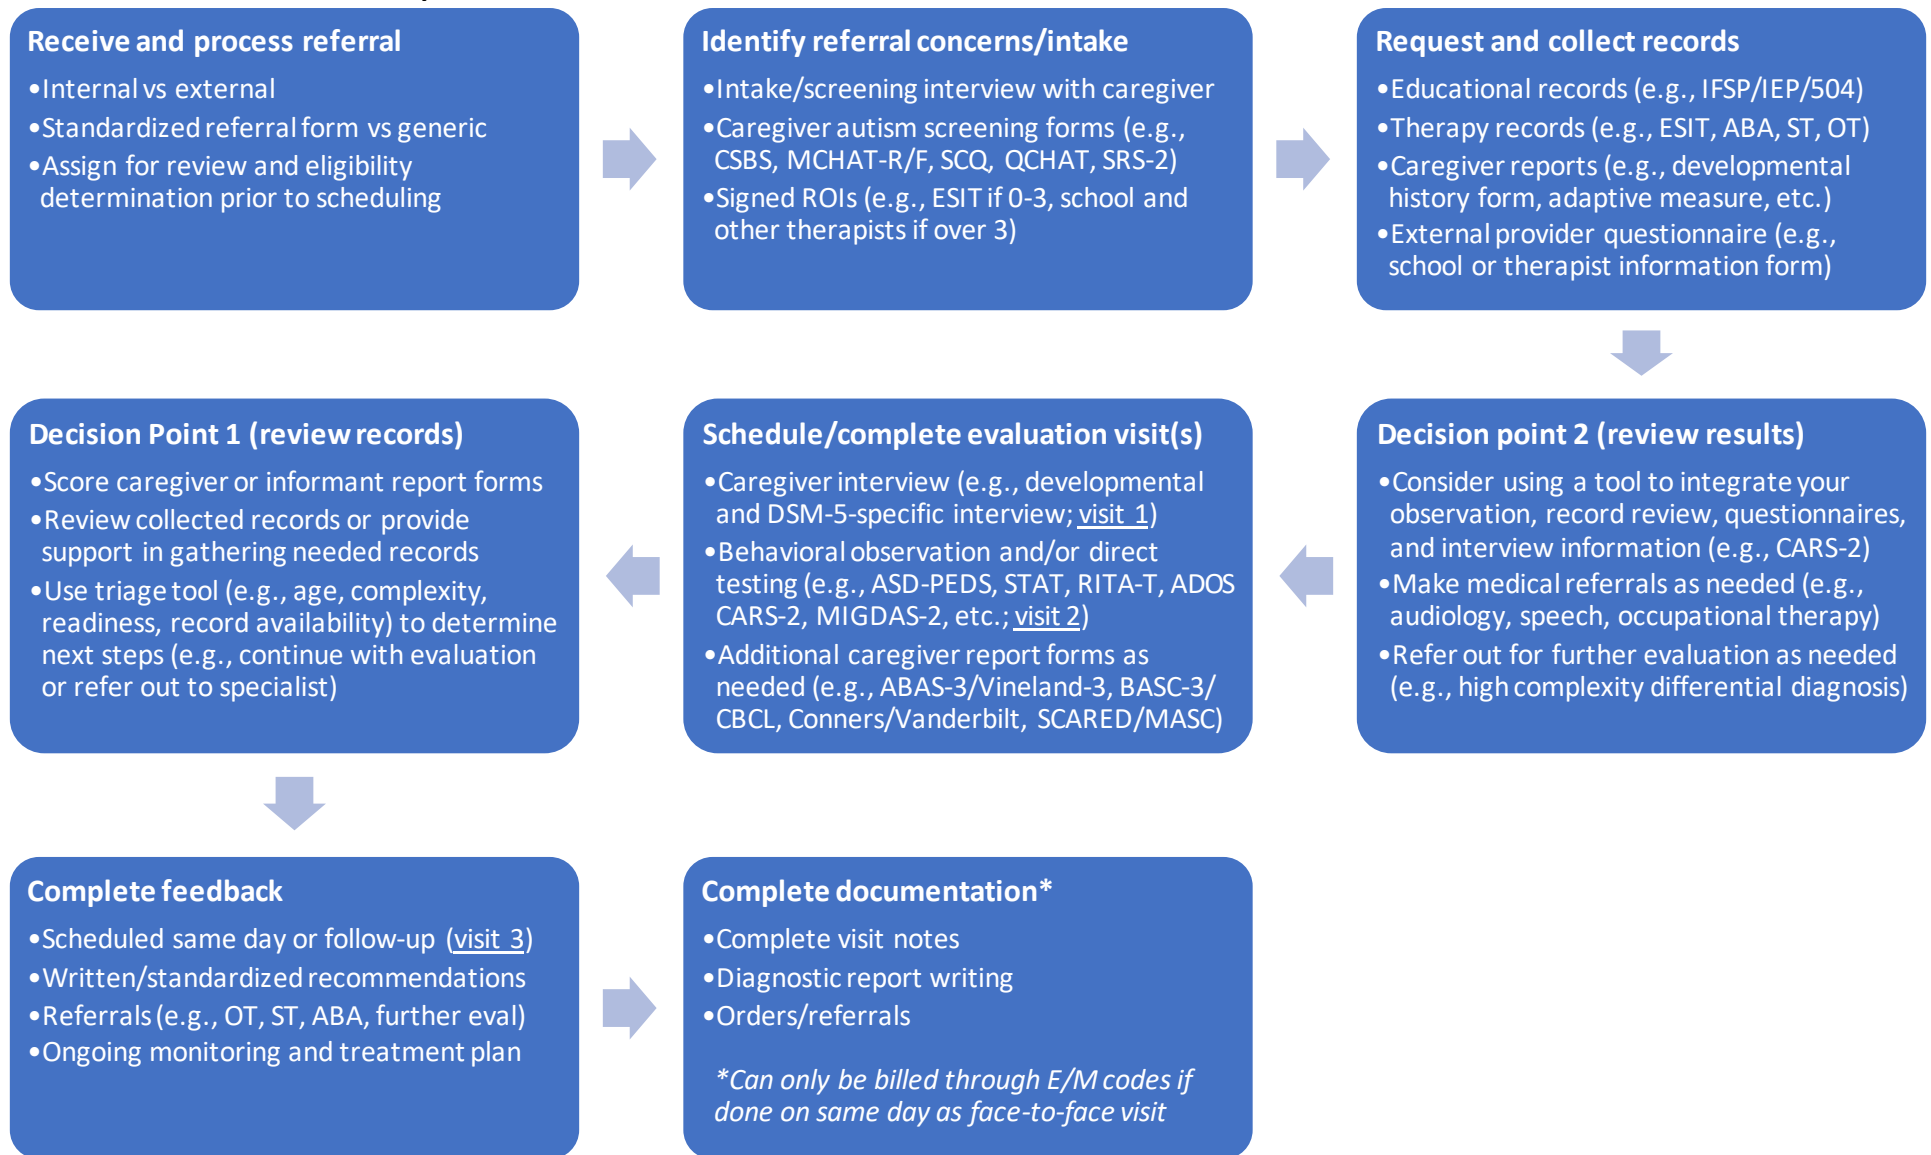 Receive and process referral
•Internal vs external
•Standardized referral form vs generic
•Assign for review and eligibility
determination prior to scheduling
Identify referral concerns/intake
•Intake/screening interview with caregiver
•Caregiver autism screening forms (e.g.,
CSBS, MCHAT-R/F, SCQ, QCHAT, SRS-2)
•Signed ROIs (e.g., ESIT if 0-3, school and
other therapists if over 3)
Request and collect records
•Educational records (e.g., IFSP/IEP/504)
•Therapy records (e.g., ESIT, ABA, ST, OT)
•Caregiver reports (e.g., developmental
history form, adaptive measure, etc.)
•External provider questionnaire (e.g.,
school or therapist information form)
Decision Point 1 (review records)
•Score caregiver or informant report forms
•Review collected records or provide
support in gathering needed records
•Use triage tool (e.g., age, complexity,
readiness, record availability) to determine
next steps (e.g., continue with evaluation
or refer out to specialist)
Schedule/complete evaluation visit(s)
•Caregiver interview (e.g., developmental
and DSM-5-specific interview; visit 1)
•Behavioral observation and/or direct
testing (e.g., ASD-PEDS, STAT, RITA-T, ADOS
CARS-2, MIGDAS-2, etc.; visit 2)
•Additional caregiver report forms as
needed (e.g., ABAS-3/Vineland-3, BASC-3/
CBCL, Conners/Vanderbilt, SCARED/MASC)
Decision point 2 (review results)
•Consider using a tool to integrate your
observation, record review, questionnaires,
and interview information (e.g., CARS-2)
•Make medical referrals as needed (e.g.,
audiology, speech, occupational therapy)
•Refer out for further evaluation as needed
(e.g., high complexity differential diagnosis)
Complete feedback
•Scheduled same day or follow-up (visit 3)
•Written/standardized recommendations
•Referrals (e.g., OT, ST, ABA, further eval)
•Ongoing monitoring and treatment plan
Complete documentation*
•Complete visit notes
•Diagnostic report writing
•Orders/referrals
*Can only be billed through E/M codes if
done on same day as face-to-face visit